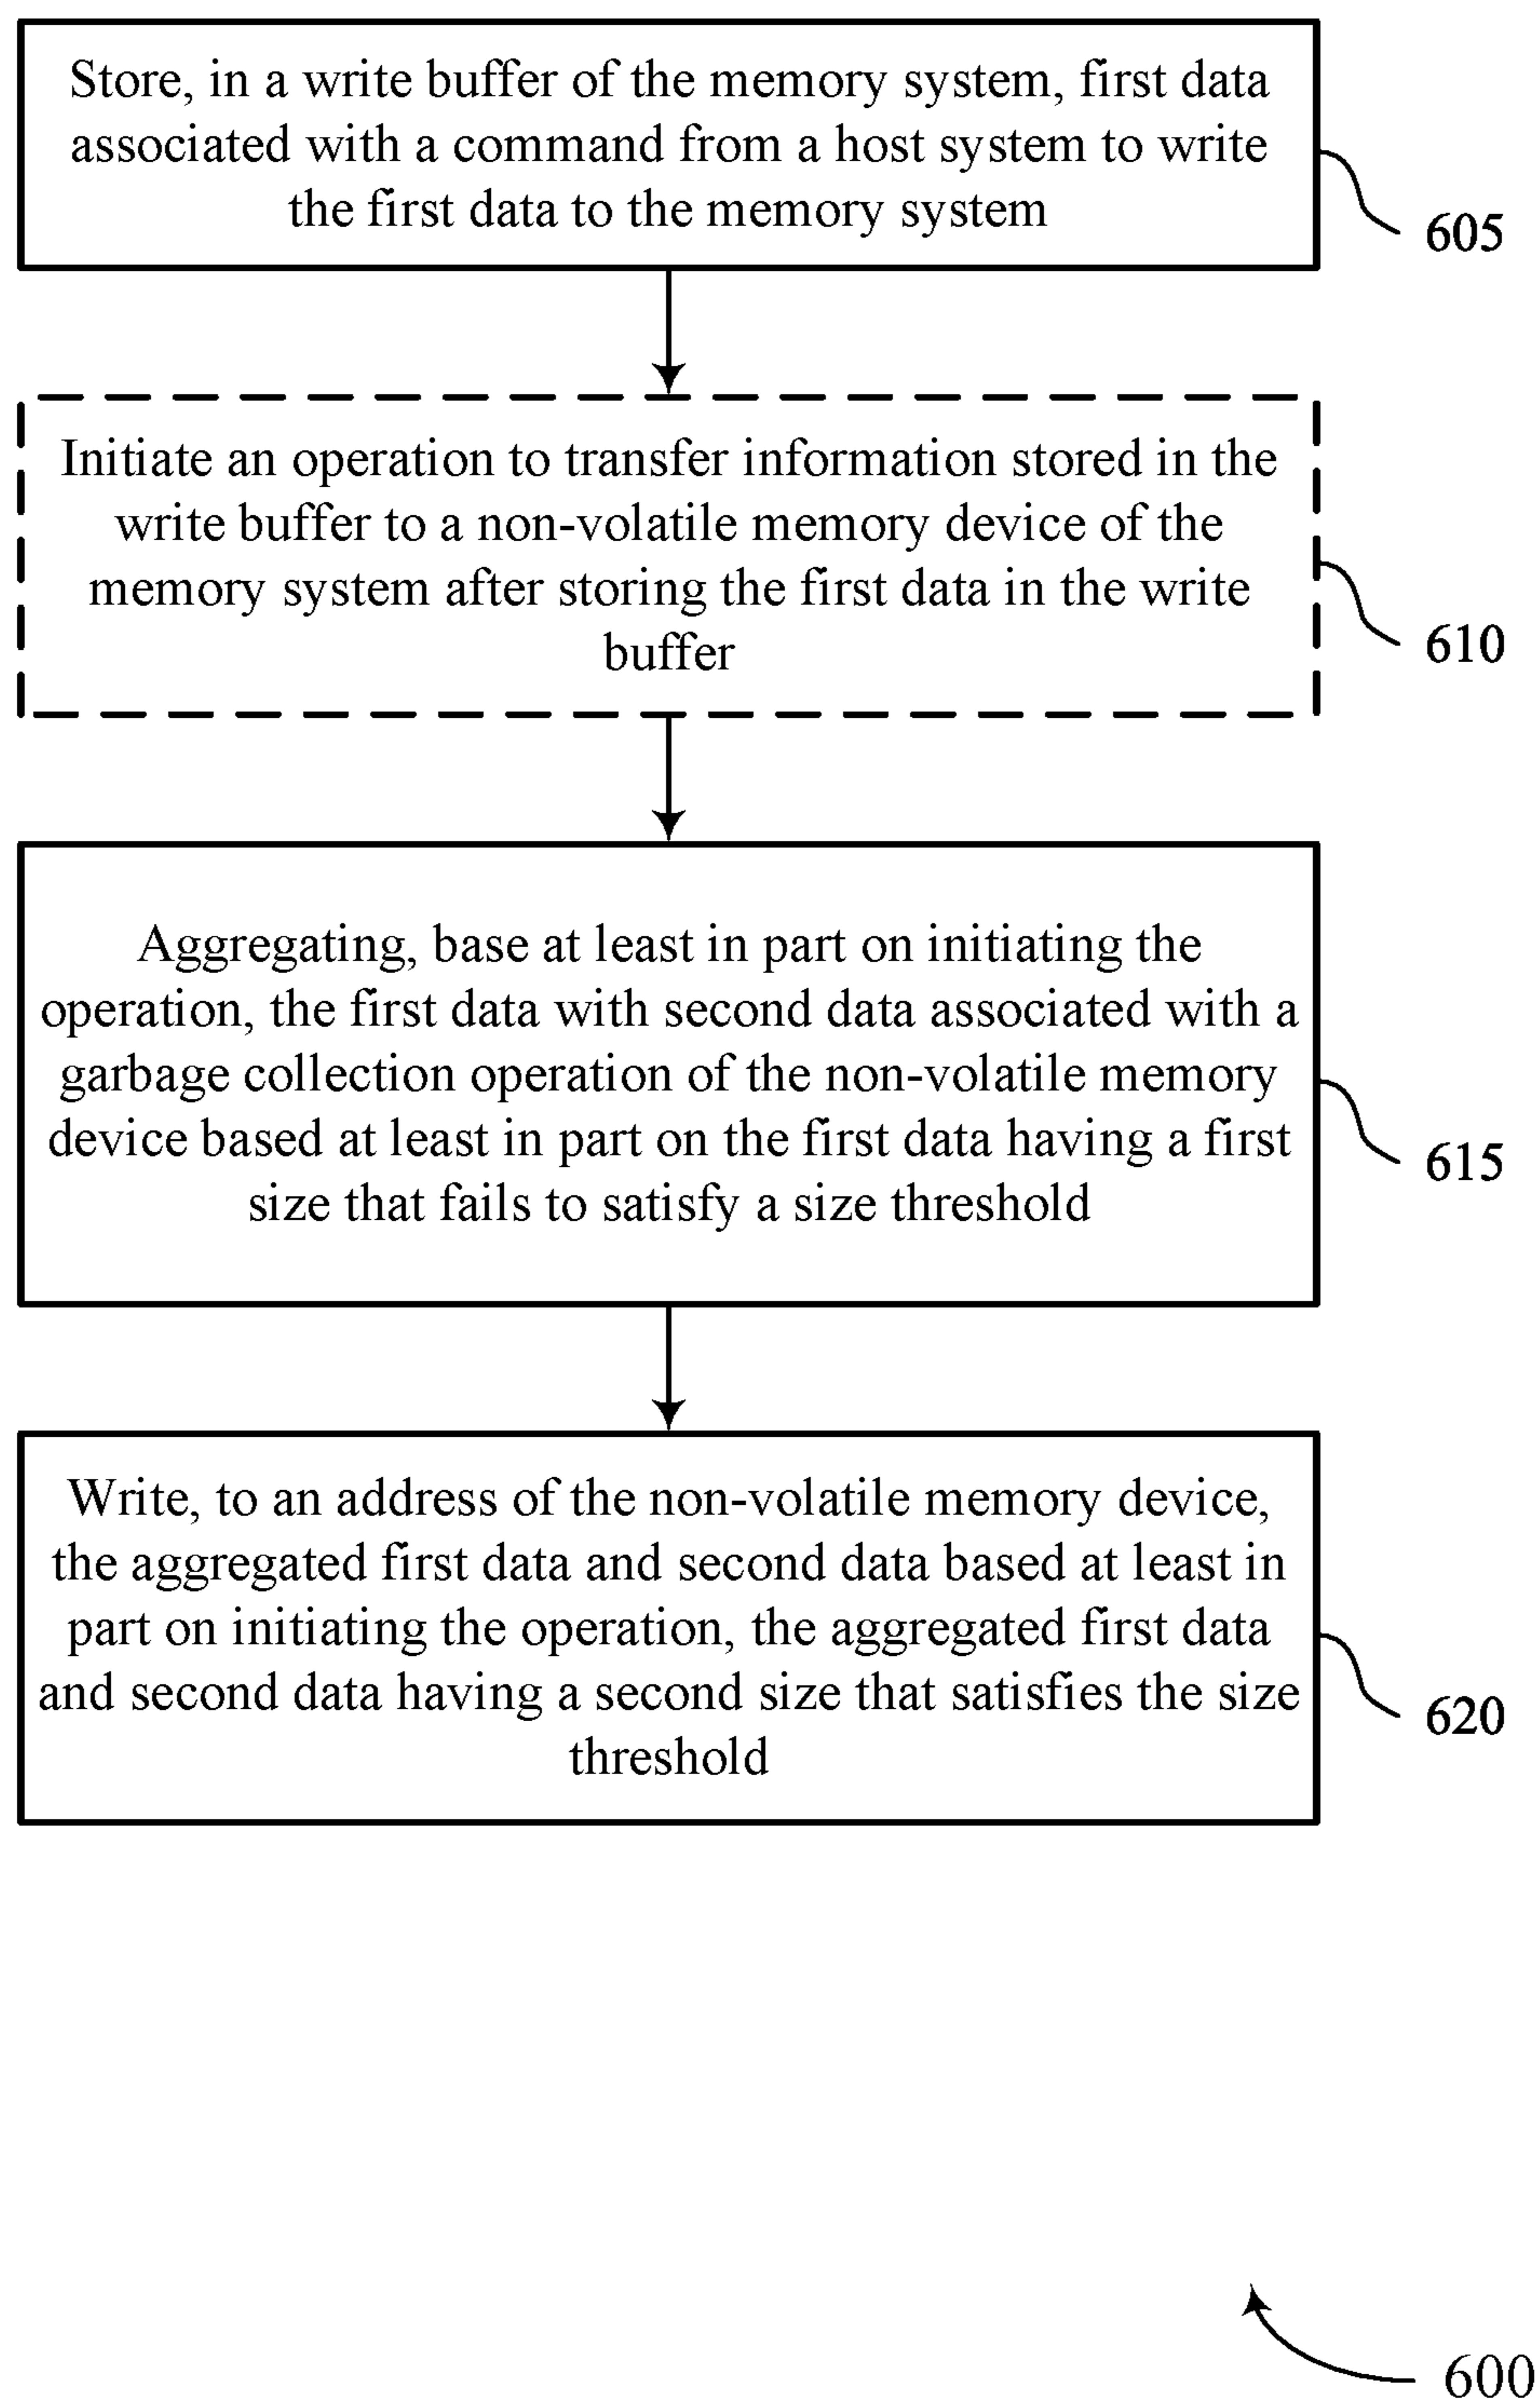 Store, in a write buffer of the memory system, first data
associated with a command from a host system to write
the first data to the memory system
605
Initiate an operation to transfer information stored in the
write buffer to a non-volatile memory device of the
memory system after storing the first data in the write
buffer
610
Aggregating, base at least in part on initiating the
operation, the first data with second data associated with a
garbage collection operation of the non-volatile memory
device based at least in part on the first data having a first
size that fails to satisfy a size threshold
615
Write, to an address of the non-volatile memory device,
the aggregated first data and second data based at least in
part on initiating the operation, the aggregated first data
and second data having a second size that satisfies the size
threshold
620
600